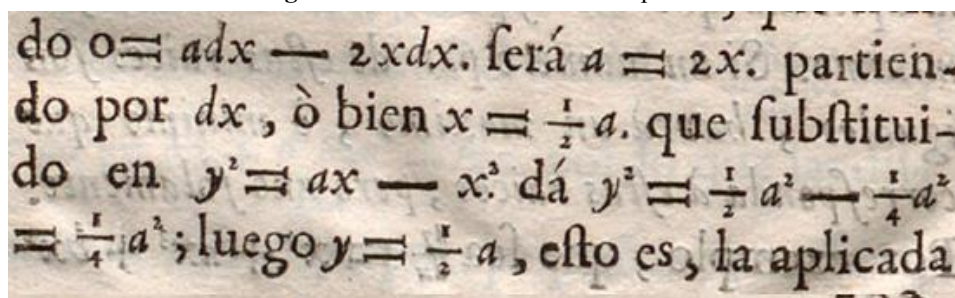 do o = adx — 2xdx. ſerá a = 2x. partien-
do por dx, ò bien x = 1/2 a. que ſubſtitui-
do en y² = ax — x². dá y² = 1/2 a² — 1/4 a²
= 1/4 a²; luego y = 1/2 a, eſto es, la aplicada